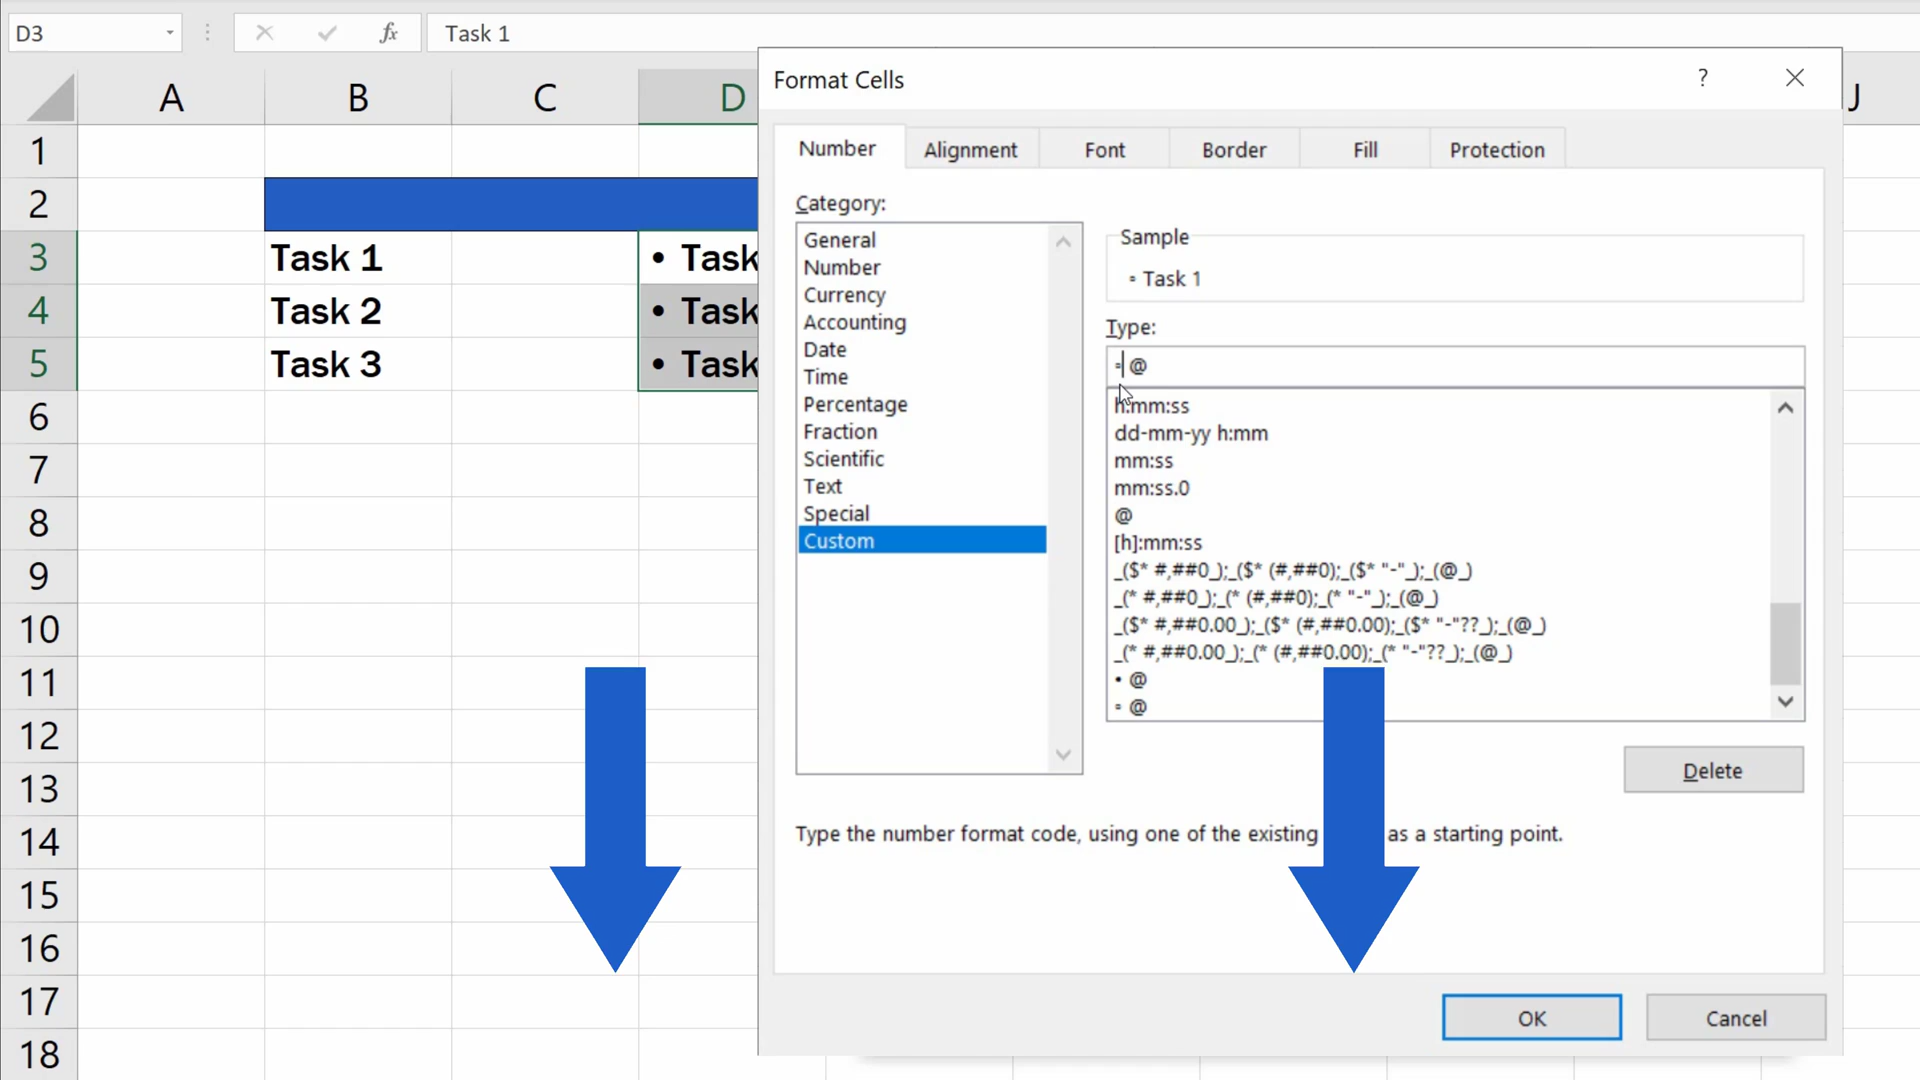 D3
fx
Task 1
A B C D J
Format Cells
?
Number Alignment Font Border Fill Protection
Category:
General
Number
Currency
Accounting
Date
Time
Percentage
Fraction
Scientific
Text
Special
Custom
Sample
▫ Task 1
Type:
▫ @
h:mm:ss
dd-mm-yy h:mm
mm:ss
mm:ss.0
@
[h]:mm:ss
_($* #,##0_);_($* (#,##0);_($* "-"_);_(@_)
_(* #,##0_);_(* (#,##0);_(* "-"_);_(@_)
_($* #,##0.00_);_($* (#,##0.00);_($* "-"??_);_(@_)
_(* #,##0.00_);_(* (#,##0.00);_(* "-"??_);_(@_)
• @
▫ @
Delete
Type the number format code, using one of the existing as a starting point.
OK
Cancel
1
2
3 Task 1 • Task
4 Task 2 • Task
5 Task 3 • Task
6
7
8
9
10
11
12
13
14
15
16
17
18